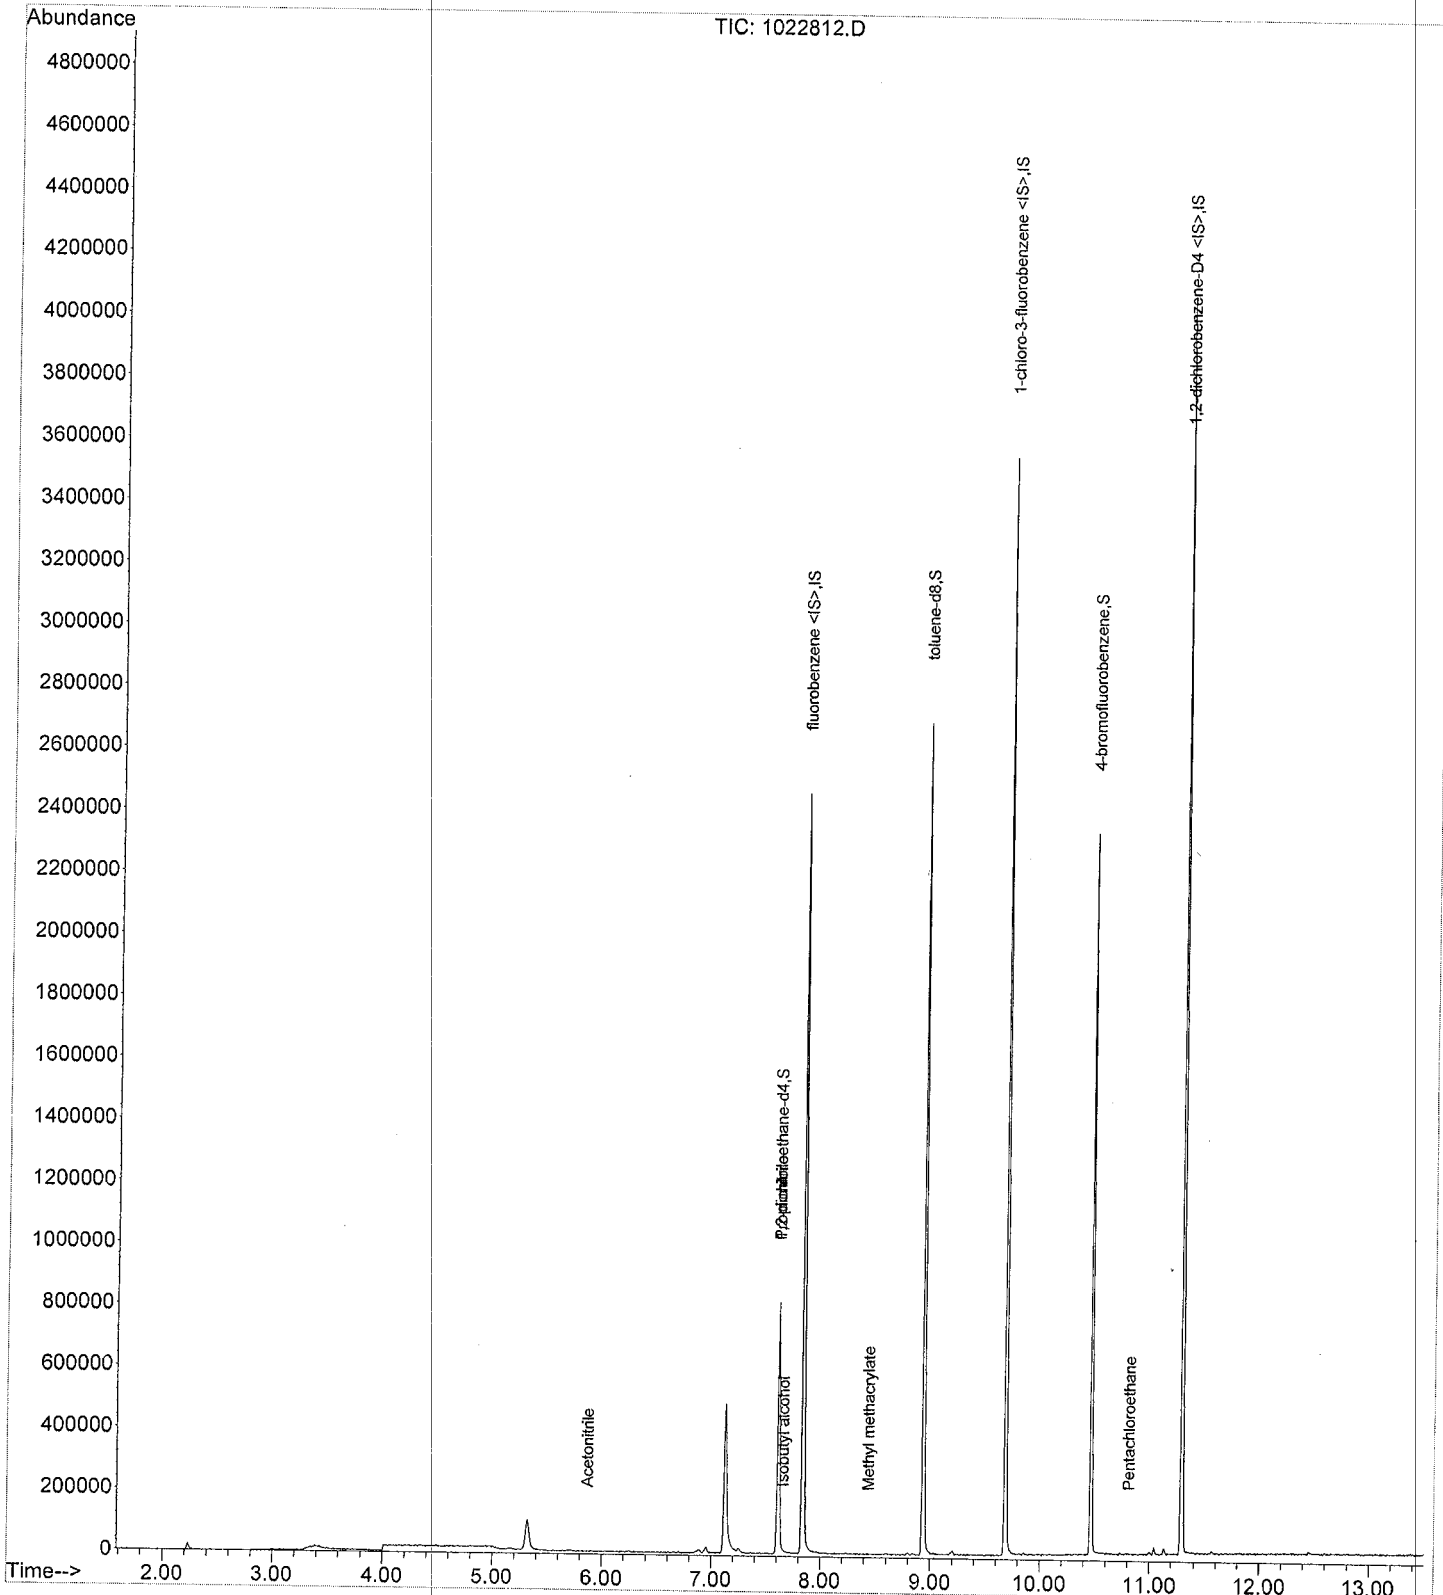 Abundance
TIC: 1022812.D
4800000
4600000
4400000
4200000
4000000
3800000
3600000
3400000
3200000
3000000
2800000
2600000
2400000
2200000
2000000
1800000
1600000
1400000
1200000
1000000
800000
600000
400000
200000
0
Acetonitrile
Isobutyl alcohol
fluorobenzene <IS>,IS
Methyl methacrylate
toluene-d8,S
1-chloro-3-fluorobenzene <IS>,IS
4-bromofluorobenzene,S
Pentachloroethane
1,2-dichlorobenzene-D4 <IS>,IS
Time-->
2.00 3.00 4.00 5.00 6.00 7.00 8.00 9.00 10.00 11.00 12.00 13.00